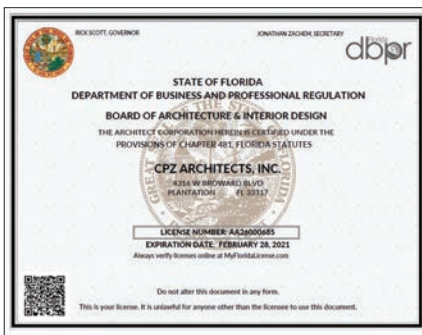 RICK SCOTT, GOVERNOR
JONATHAN ZACHEM, SECRETARY
Florida
dbpr
STATE OF FLORIDA
DEPARTMENT OF BUSINESS AND PROFESSIONAL REGULATION
BOARD OF ARCHITECTURE & INTERIOR DESIGN
THE ARCHITECT CORPORATION HEREIN IS CERTIFIED UNDER THE
PROVISIONS OF CHAPTER 481, FLORIDA STATUTES
CPZ ARCHITECTS, INC.
4316 W BROWARD BLVD
PLANTATION FL 33317
LICENSE NUMBER: AA26000685
EXPIRATION DATE: FEBRUARY 28, 2021
Always verify licenses online at MyFloridaLicense.com
Do not alter this document in any form.
This is your license. It is unlawful for anyone other than the licensee to use this document.